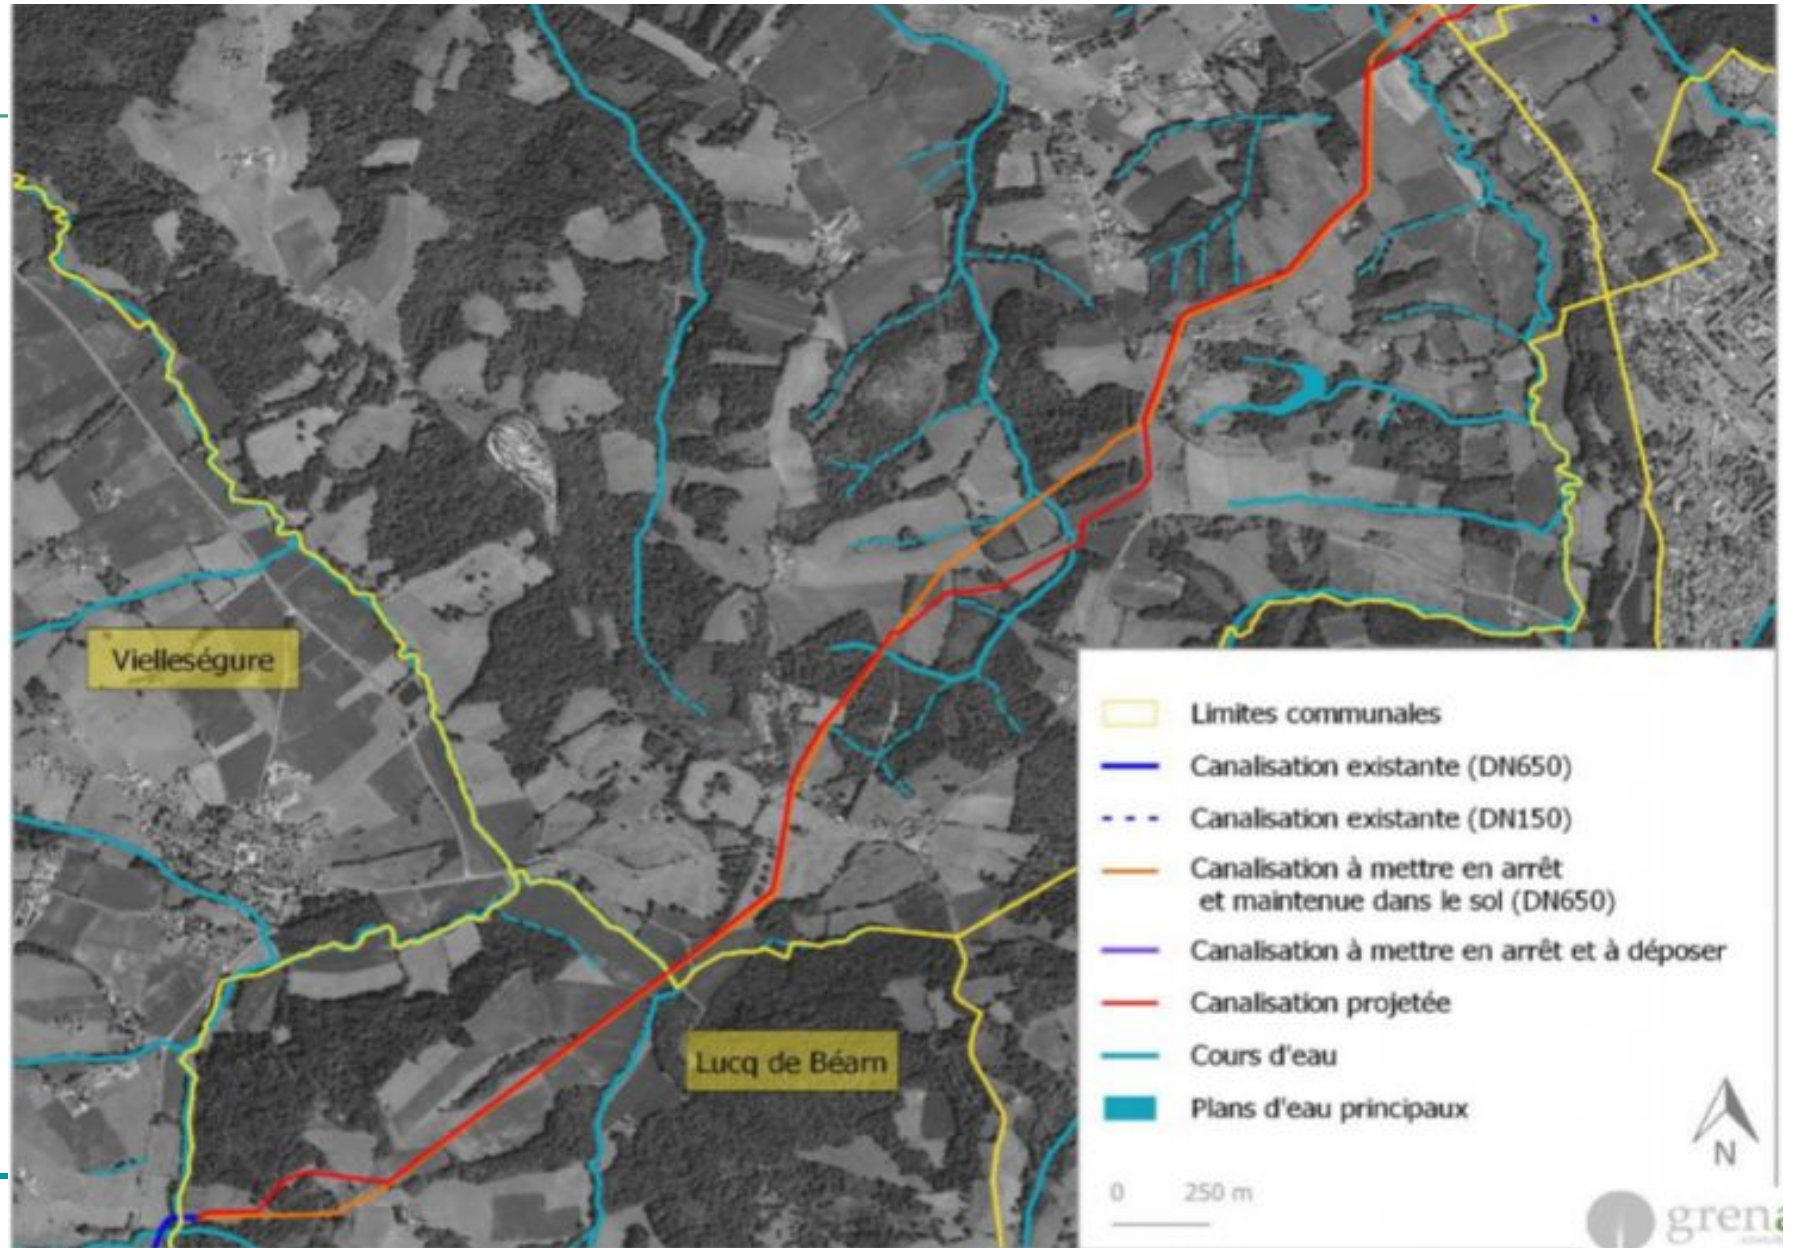 Vielleségure
Lucq de Béarn
Limites communales
Canalisation existante (DN650)
Canalisation existante (DN150)
Canalisation à mettre en arrêt
et maintenue dans le sol (DN650)
Canalisation à mettre en arrêt et à déposer
Canalisation projetée
Cours d'eau
Plans d'eau principaux
N
0 250 m